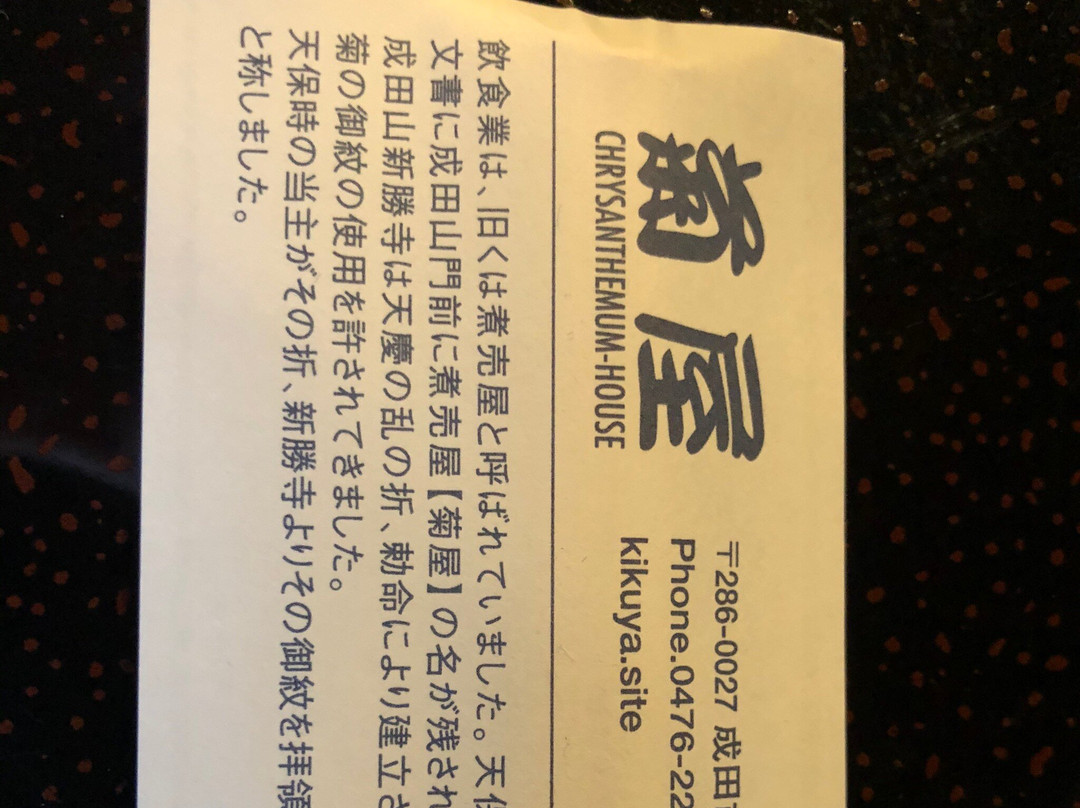 菊屋
CHRYSANTHEMUM-HOUSE
〒286-0027 成田
Phone.0476-22
kikuya.site
飲食業は、旧くは煮売屋と呼ばれていました。天保
文書に成田山門前に煮売屋【菊屋】の名が残され
成田山新勝寺は天慶の乱の折、勅命により建立さ
菊の御紋の使用を許されてきました。
天保時の当主がその折、新勝寺よりその御紋を拝領
と称しました。